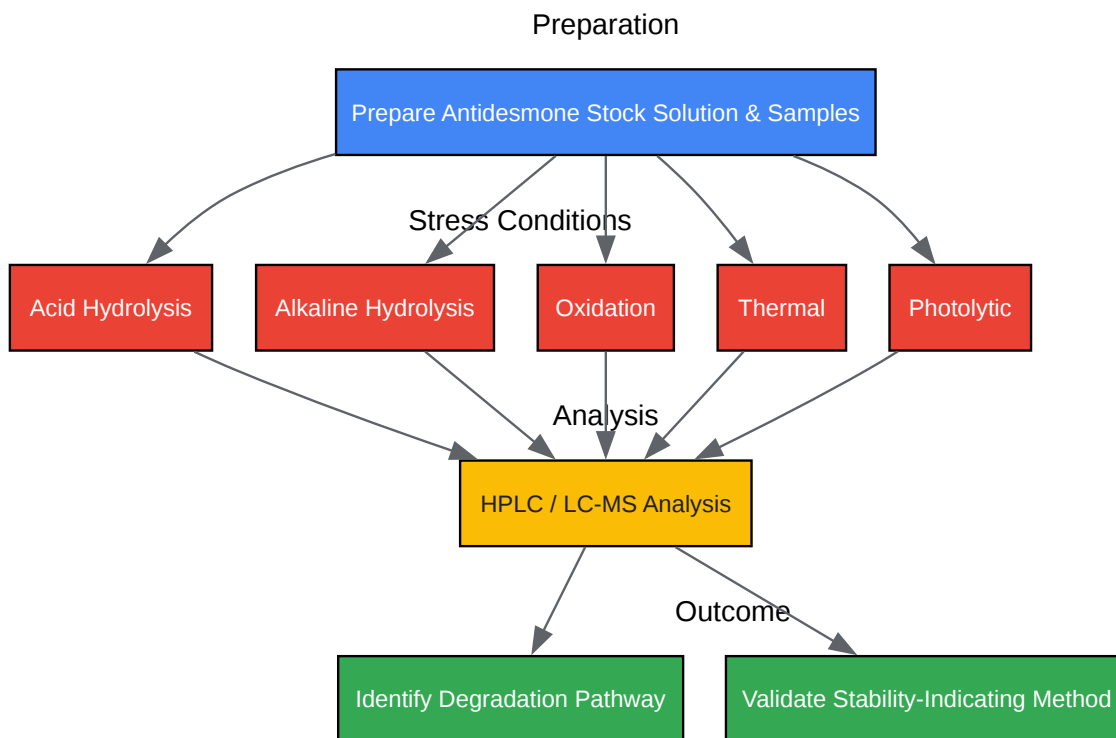 Preparation
Prepare Antidesmone Stock Solution & Samples
Stress Conditions
Acid Hydrolysis
Alkaline Hydrolysis
Oxidation
Thermal
Photolytic
Analysis
HPLC / LC-MS Analysis
Outcome
Identify Degradation Pathway
Validate Stability-Indicating Method